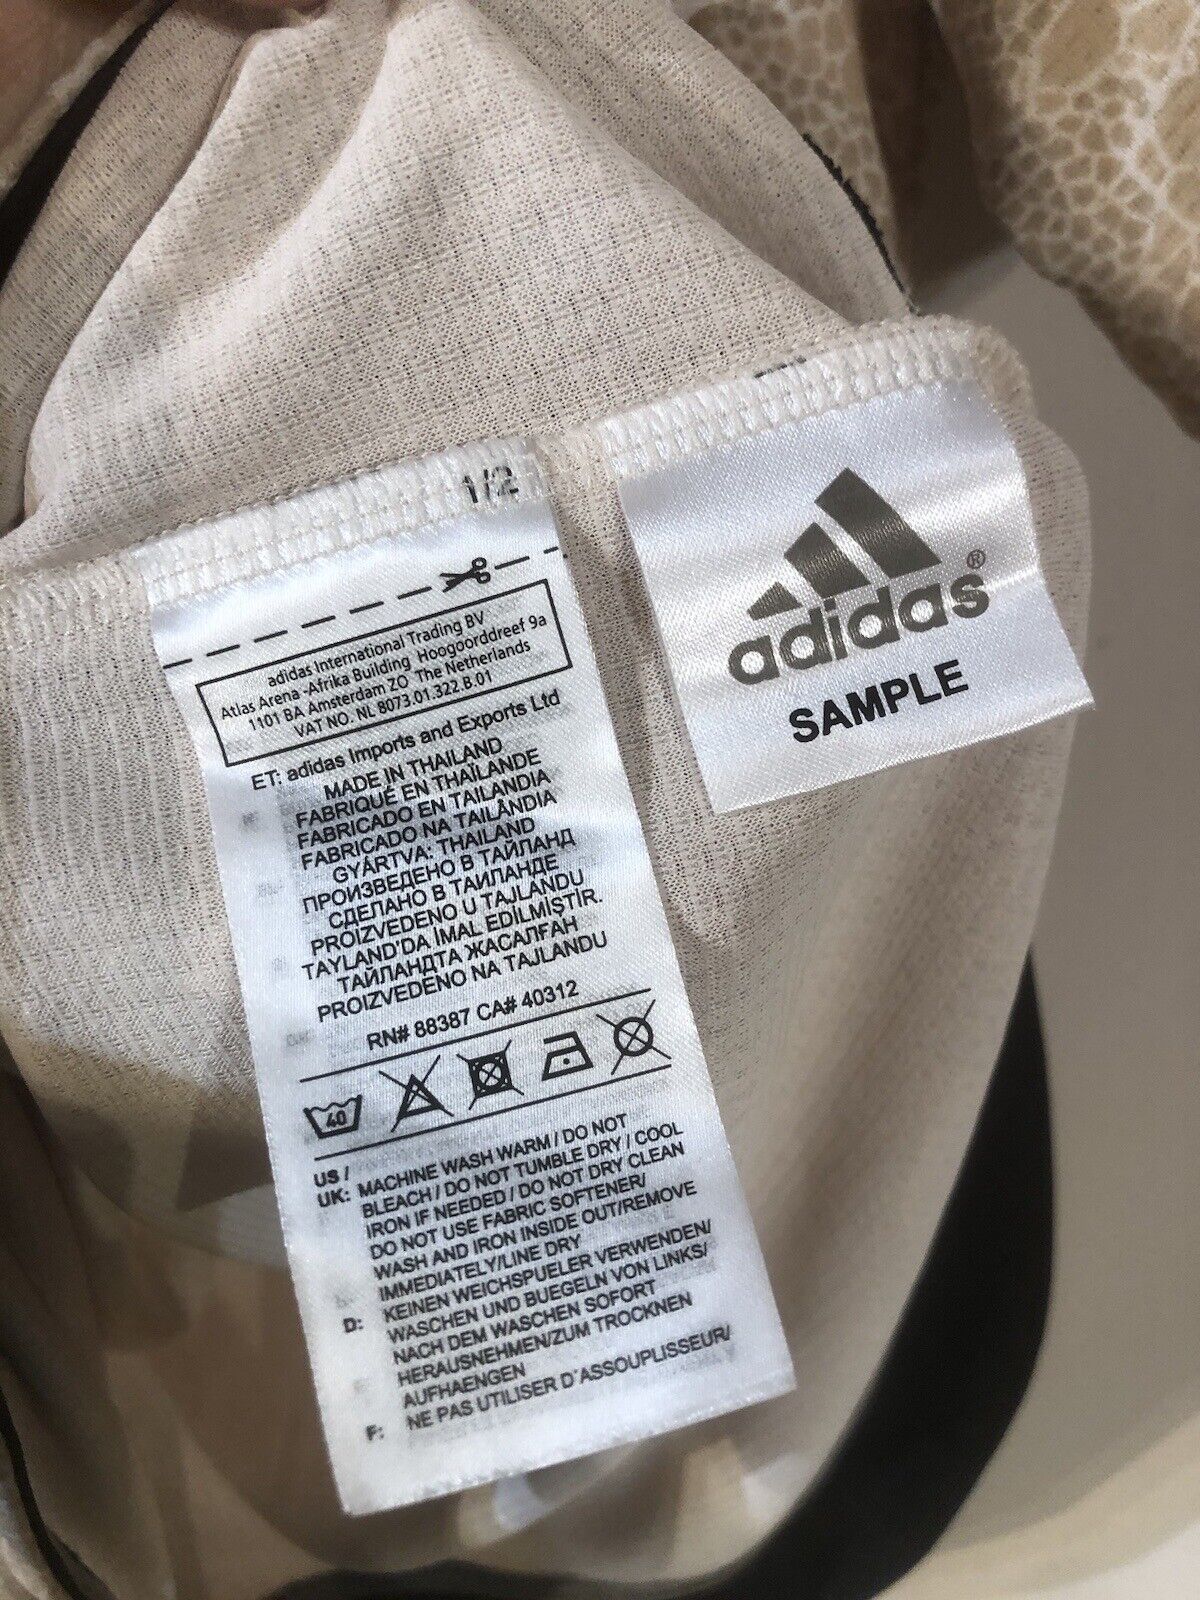 1/2
adidas International Trading BV
Atlas Arena -Afrika Building Hoogoorddreef 9a
1101 BA Amsterdam ZO The Netherlands
VAT NO. NL 8073.01.322.B.01
ET: adidas Imports and Exports Ltd
MADE IN THAILAND
FABRIQUÉ EN THAÏLANDE
FABRICADO EN TAILANDIA
FABRICADO NA TAILÂNDIA
GYÁRTVA: THAILAND
ПРОИЗВЕДЕНО В ТАЙЛАНД
СДЕЛАНО В ТАИЛАНДЕ
PROIZVEDENO U TAJLANDU
TAYLAND'DA İMAL EDİLMİŞTİR.
ТАЙЛАНДТА ЖАСАЛҒАН
PROIZVEDENO NA TAJLANDU
RN# 88387 CA# 40312
40
US / UK: MACHINE WASH WARM / DO NOT
BLEACH / DO NOT TUMBLE DRY / COOL
IRON IF NEEDED / DO NOT DRY CLEAN
DO NOT USE FABRIC SOFTENER/
WASH AND IRON INSIDE OUT/REMOVE
IMMEDIATELY/LINE DRY
D: KEINEN WEICHSPUELER VERWENDEN/
WASCHEN UND BUEGELN VON LINKS/
NACH DEM WASCHEN SOFORT
HERAUSNEHMEN/ZUM TROCKNEN
AUFHAENGEN
F: NE PAS UTILISER D'ASSOUPLISSEUR/
adidas®
SAMPLE